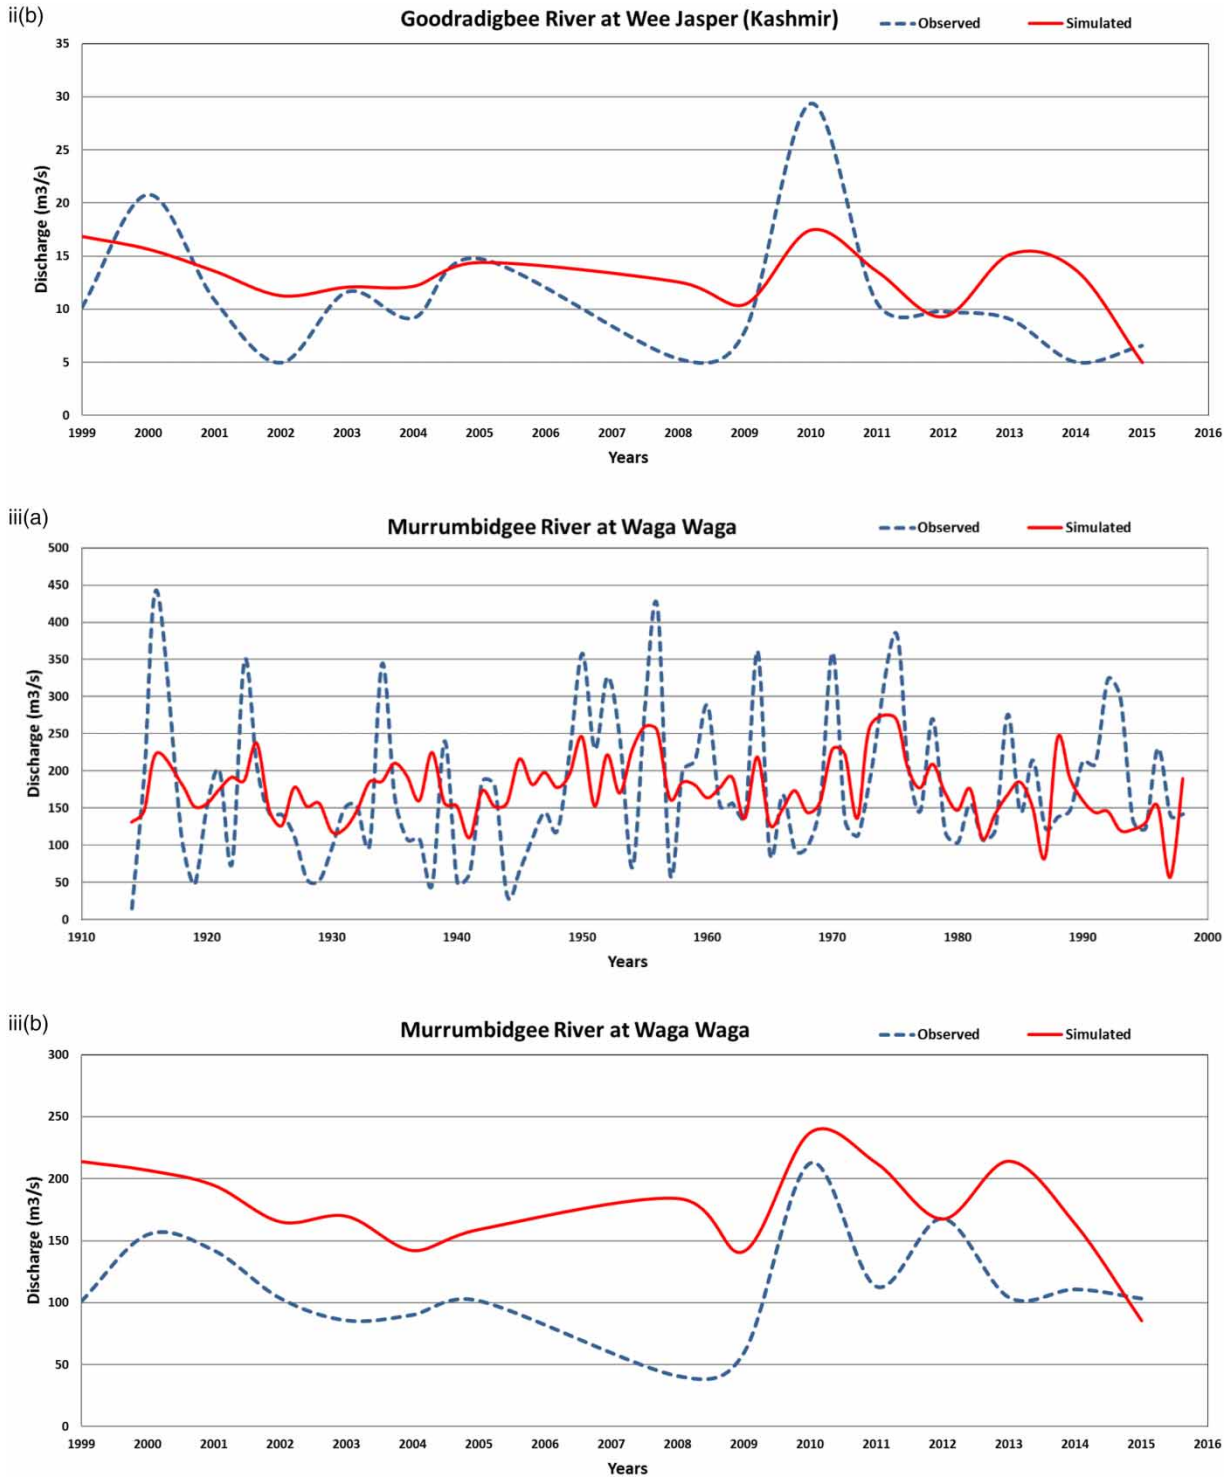 ii(b)
Goodradigbee River at Wee Jasper (Kashmir)
Observed
Simulated
35
30
25
20
15
10
5
0
Discharge (m3/s)
1999 2000 2001 2002 2003 2004 2005 2006 2007 2008 2009 2010 2011 2012 2013 2014 2015 2016
Years
iii(a)
Murrumbidgee River at Waga Waga
Observed
Simulated
500
450
400
350
300
250
200
150
100
50
0
Discharge (m3/s)
1910 1920 1930 1940 1950 1960 1970 1980 1990 2000
Years
iii(b)
Murrumbidgee River at Waga Waga
Observed
Simulated
300
250
200
150
100
50
0
Discharge (m3/s)
1999 2000 2001 2002 2003 2004 2005 2006 2007 2008 2009 2010 2011 2012 2013 2014 2015 2016
Years